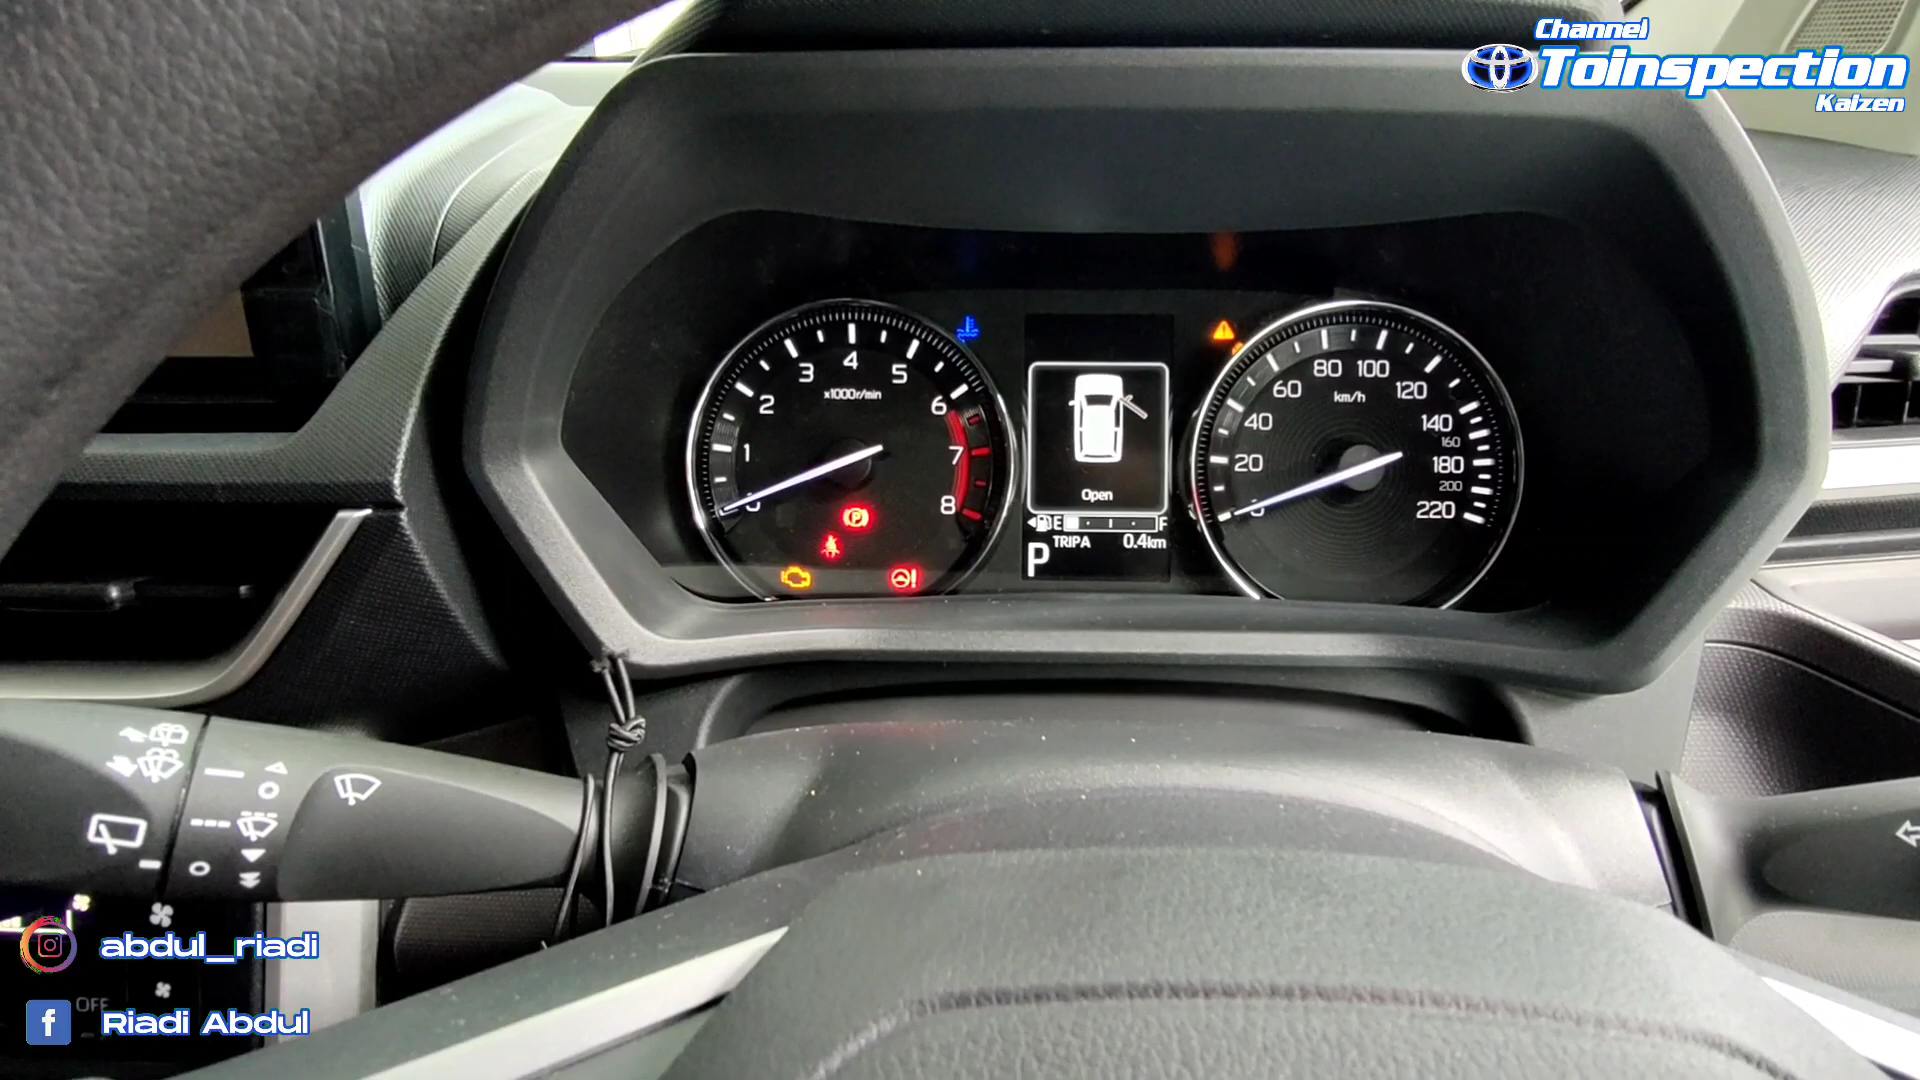 Channel
Toinspection
Kaizen
1
2
3
4
5
6
7
8
x1000r/min
Open
E F
TRIPA 0.4km
P
0
20
40
60
80
100
120
140
160
180
200
220
km/h
OFF
abdul_riadi
Riadi Abdul